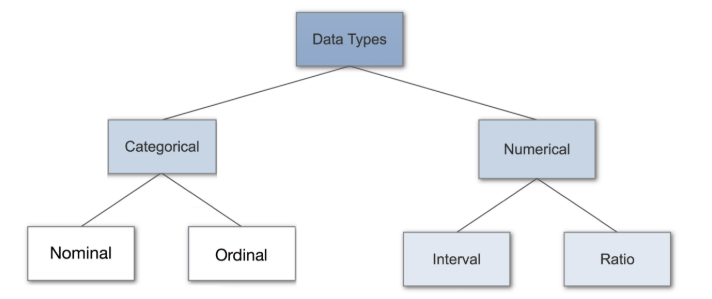 Data Types
Categorical
Numerical
Nominal
Ordinal
Interval
Ratio